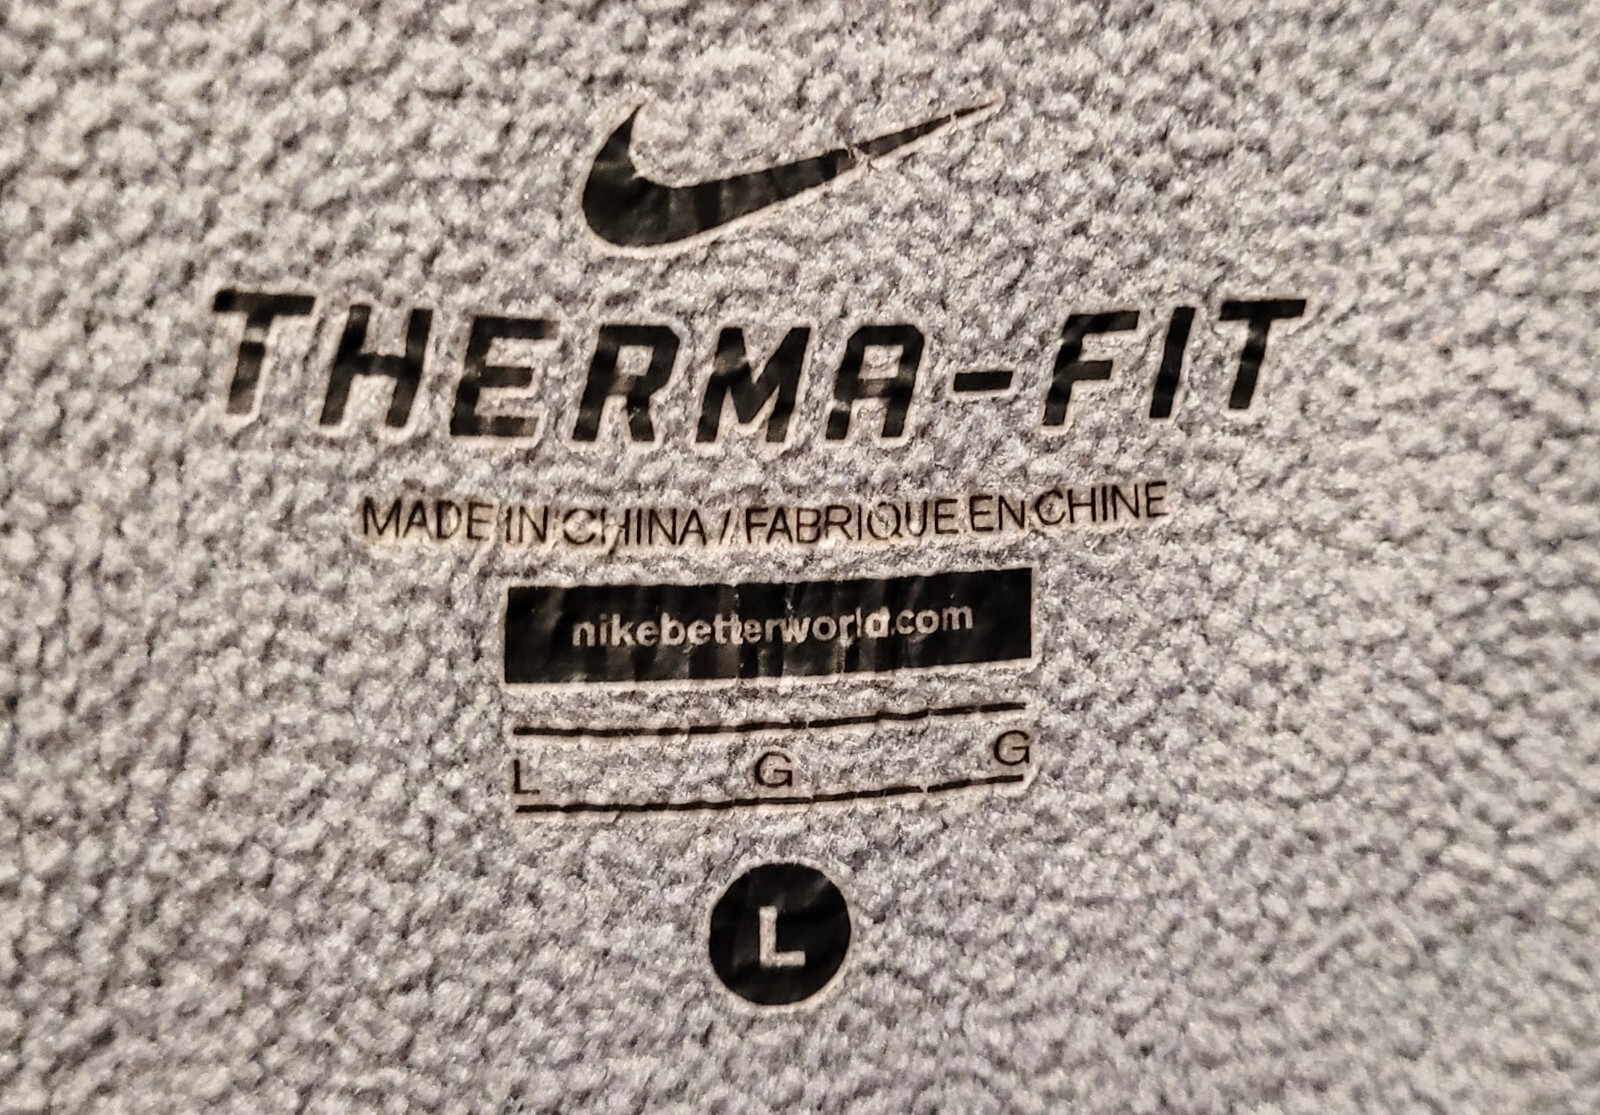 THERMA-FIT
MADE IN CHINA / FABRIQUE EN CHINE
nikebetterworld.com
L G G
L